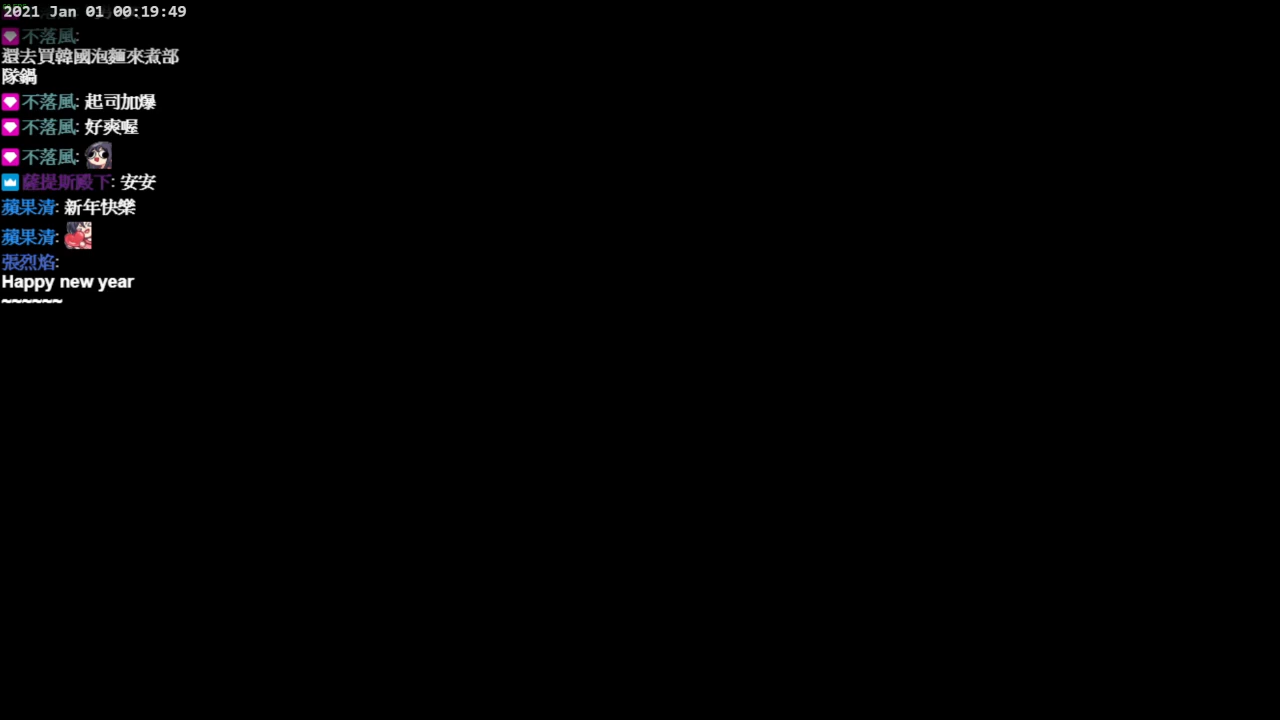 2021 Jan 01 00:19:49
不落風:
還去買韓國泡麵來煮部
隊鍋
不落風: 起司加爆
不落風: 好爽喔
不落風:
薩提斯殿下: 安安
蘋果清: 新年快樂
蘋果清:
張烈焰:
Happy new year
~~~~~~